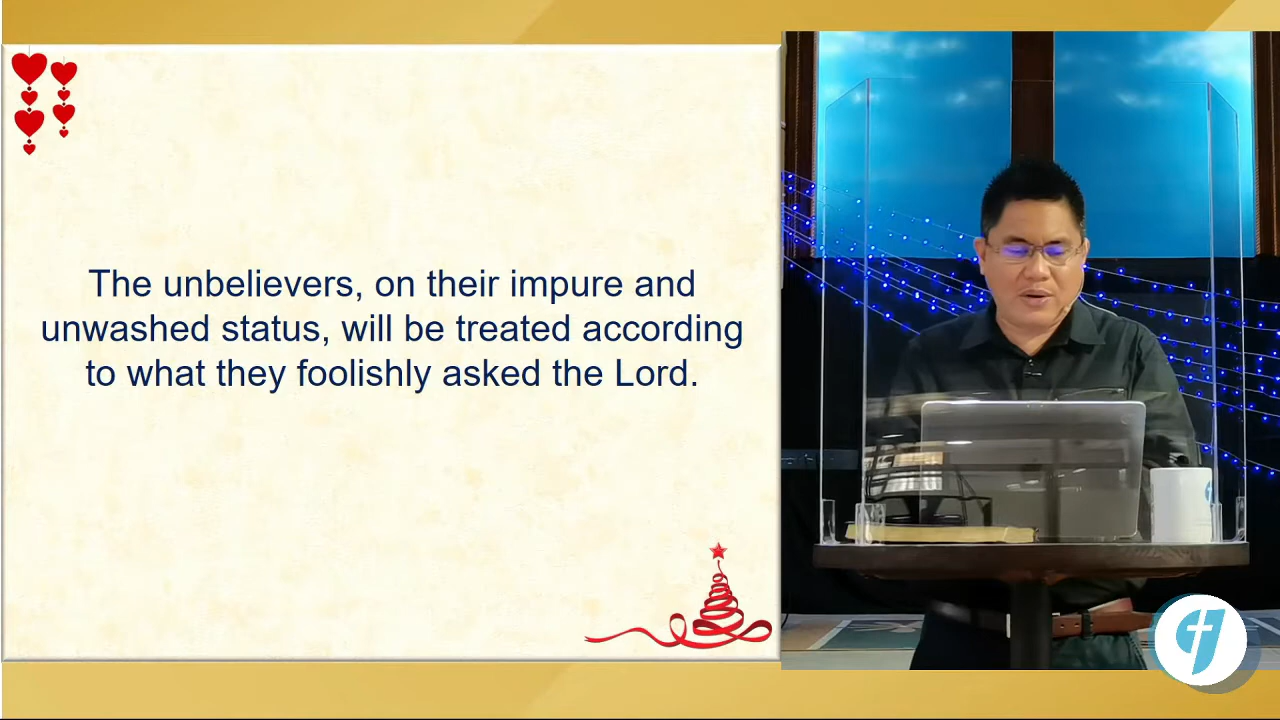 The unbelievers, on their impure and
unwashed status, will be treated according
to what they foolishly asked the Lord.